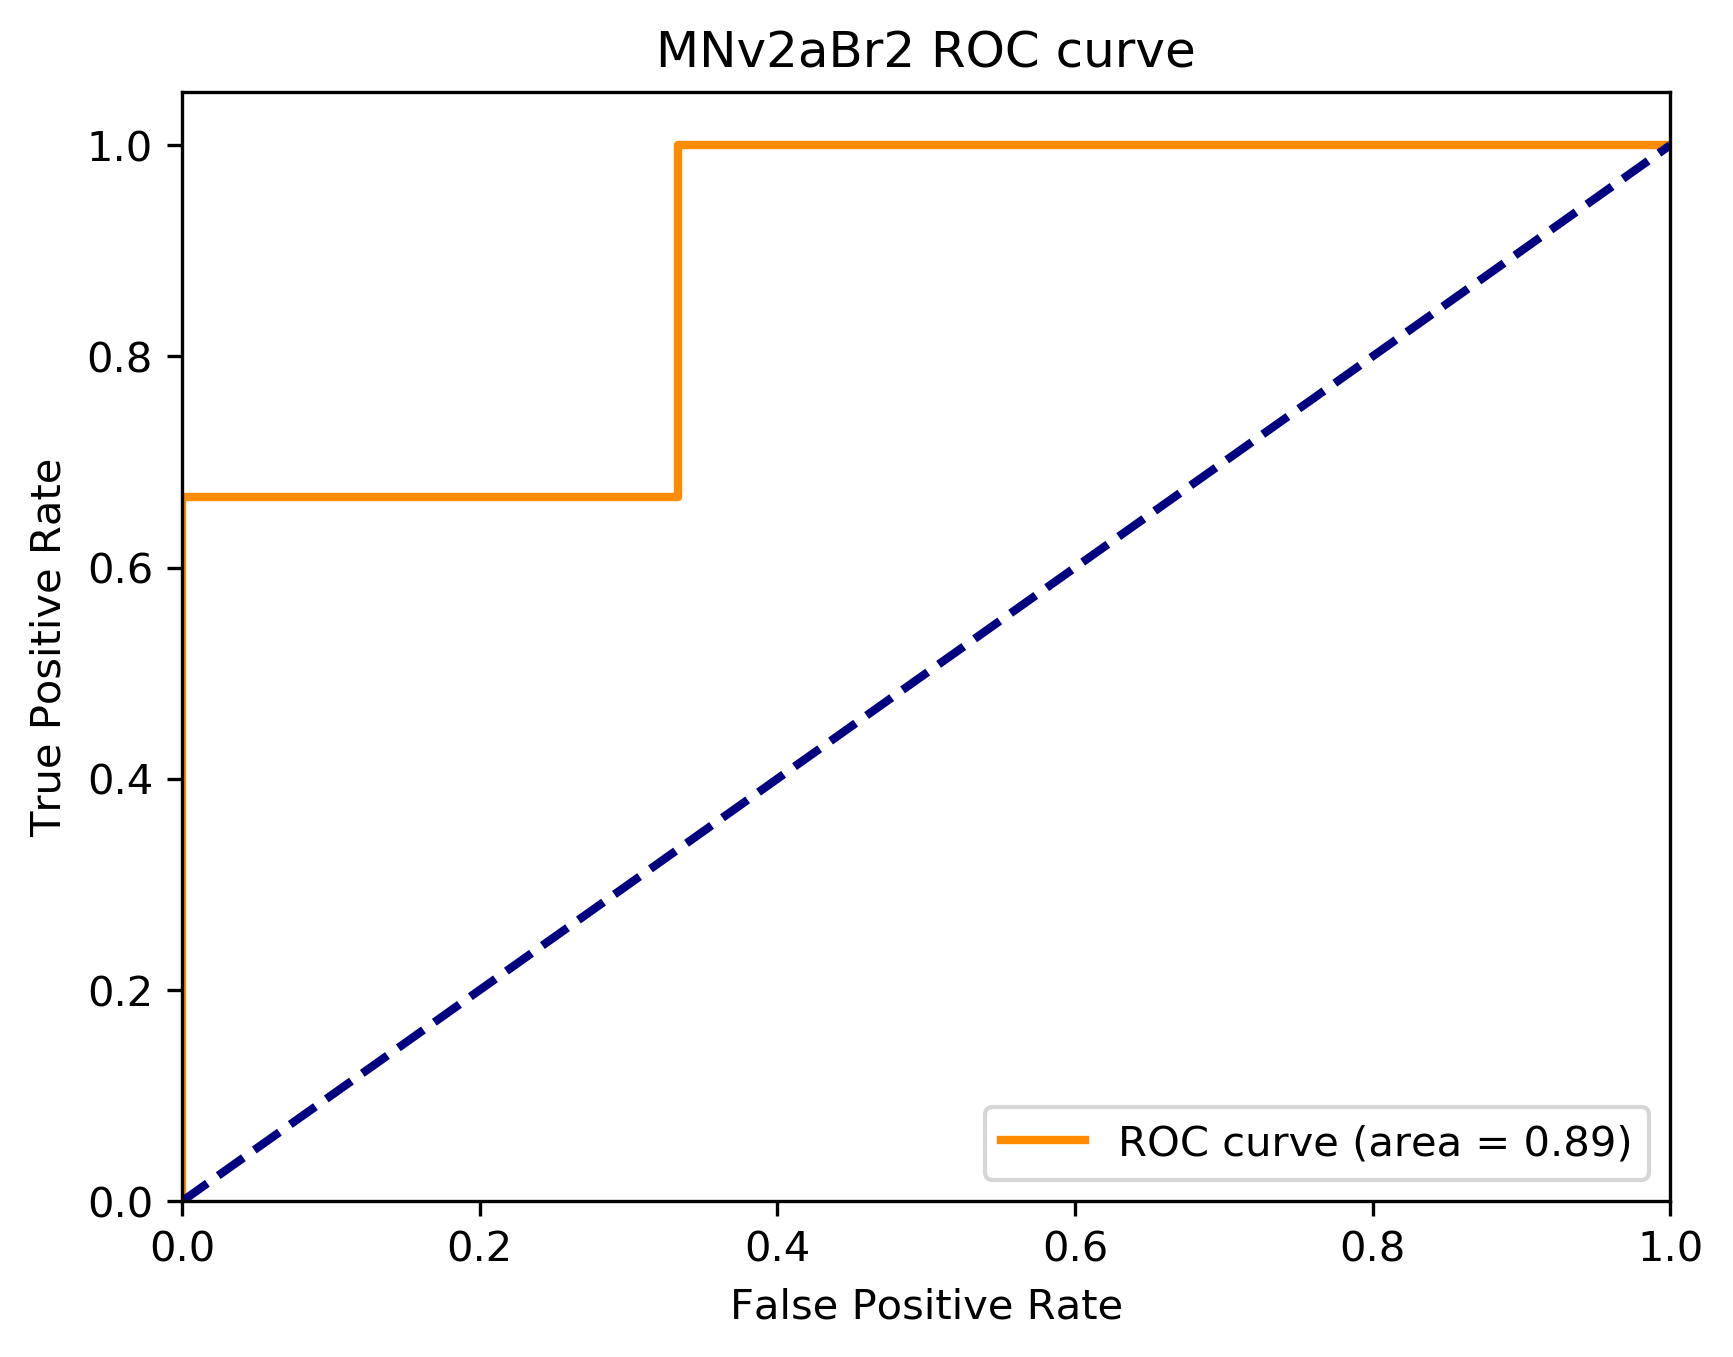 MNv2aBr2 ROC curve
1.0
0.8
0.6
0.4
0.2
0.0
True Positive Rate
ROC curve (area = 0.89)
0.0 0.2 0.4 0.6 0.8 1.0
False Positive Rate